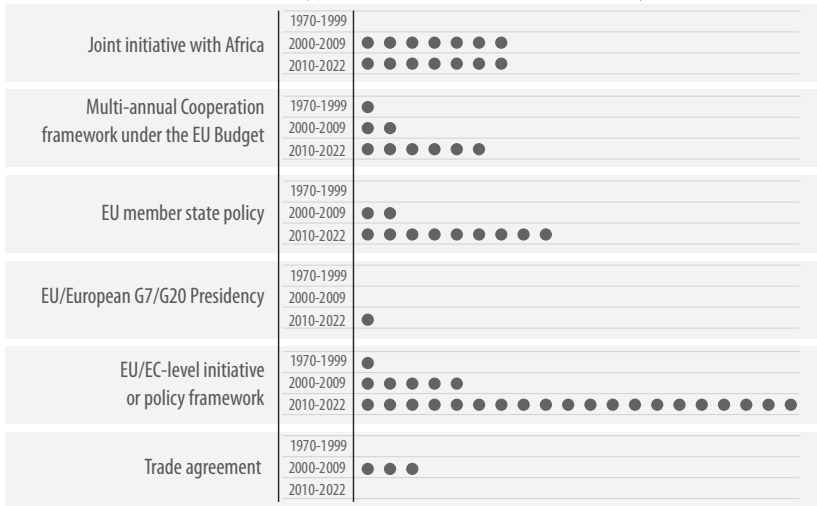 Joint initiative with Africa
1970-1999
2000-2009
2010-2022
Multi-annual Cooperation
framework under the EU Budget
1970-1999
2000-2009
2010-2022
EU member state policy
1970-1999
2000-2009
2010-2022
EU/European G7/G20 Presidency
1970-1999
2000-2009
2010-2022
EU/EC-level initiative
or policy framework
1970-1999
2000-2009
2010-2022
Trade agreement
1970-1999
2000-2009
2010-2022